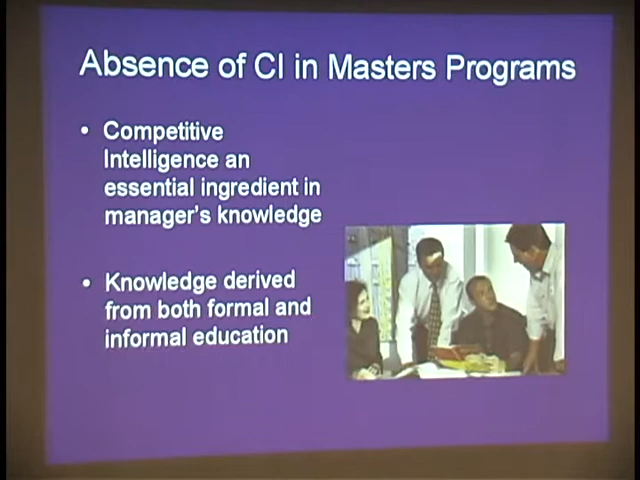 Absence of CI in Masters Programs
• Competitive
Intelligence an
essential ingredient in
manager's knowledge
• Knowledge derived
from both formal and
informal education